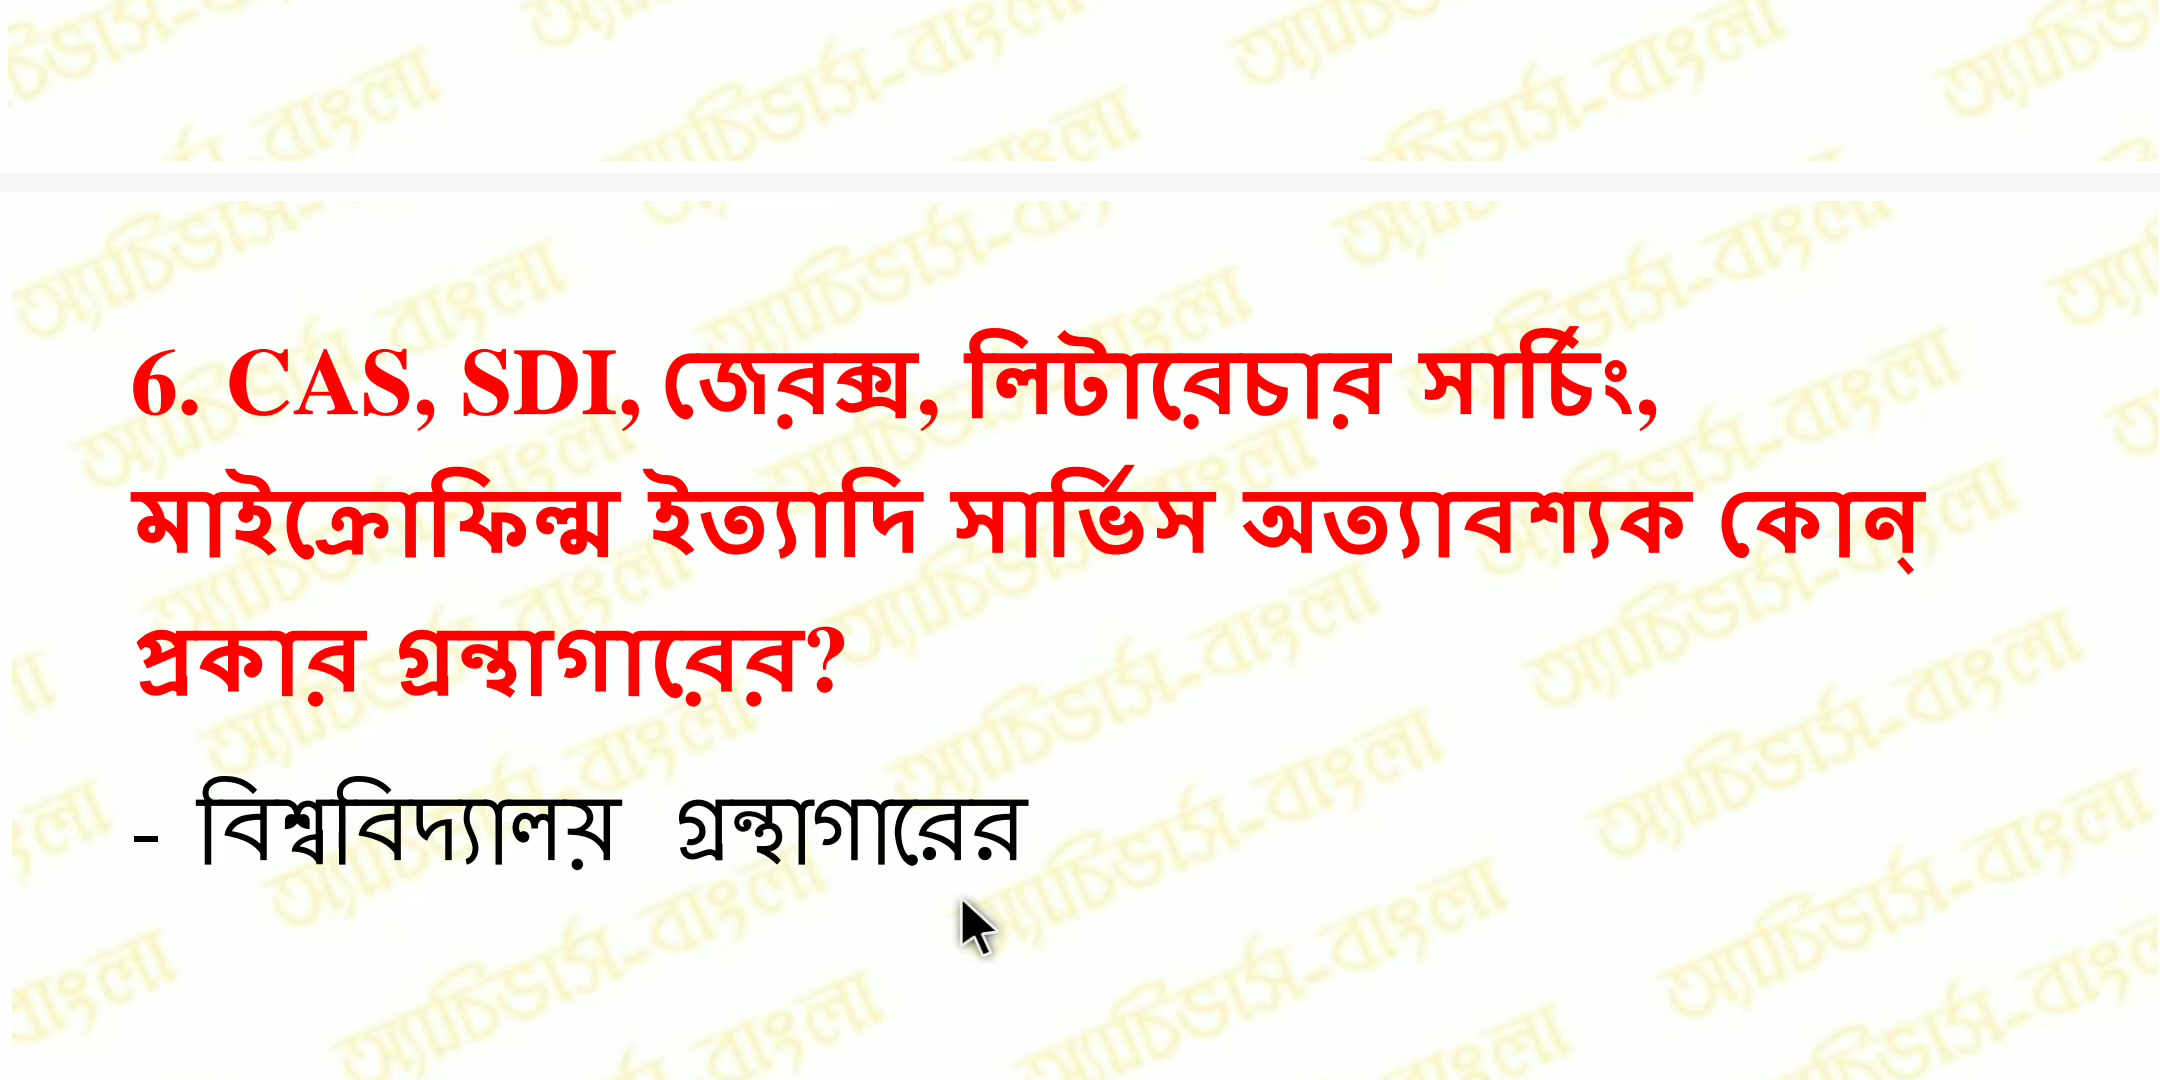 6. CAS, SDI, জেরক্স, লিটারেচার সার্চিং,
মাইক্রোফিল্ম ইত্যাদি সার্ভিস অত্যাবশ্যক কোন্
প্রকার গ্রন্থাগারের?
- বিশ্ববিদ্যালয় গ্রন্থাগারের